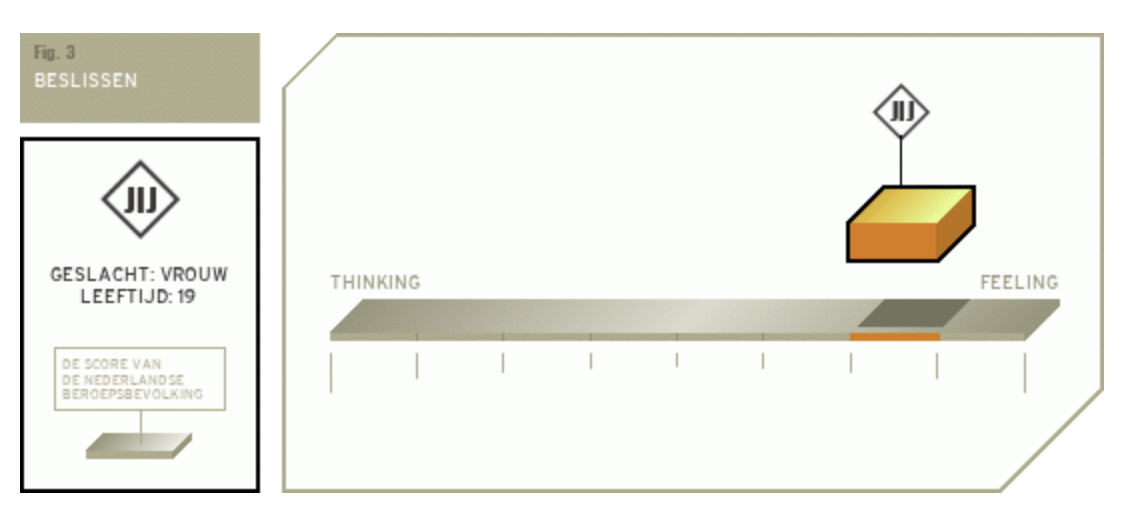 Fig. 3
BESLISSEN
JIJ
GESLACHT: VROUW
LEEFTIJD: 19
DE SCORE VAN
DE NEDERLANDSE
BEROEPSBEVOLKING
JIJ
THINKING
FEELING